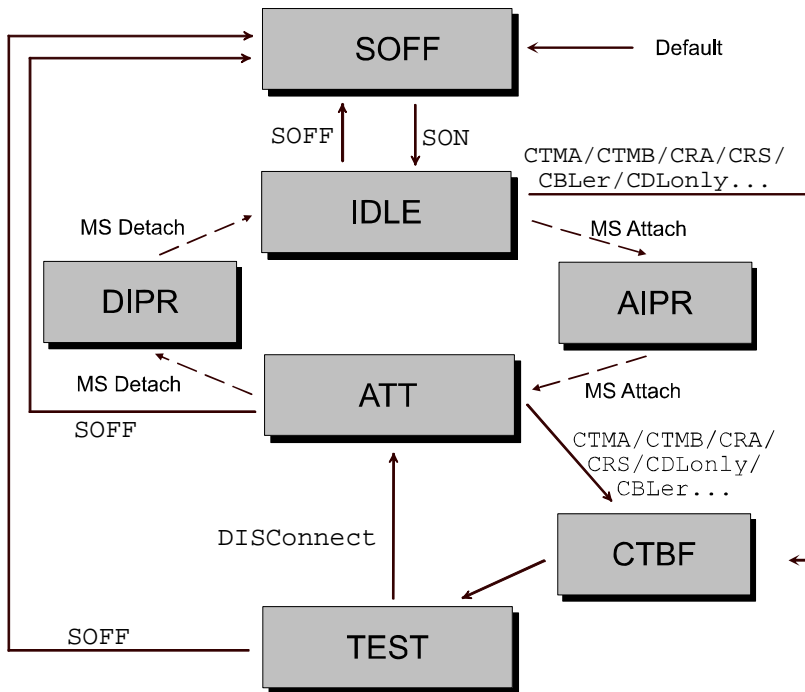 SOFF
Default
SOFF
SON
CTMA/CTMB/CRA/CRS/
CBLer/CDLonly...
IDLE
MS Detach
MS Attach
DIPR
AIPR
MS Detach
ATT
MS Attach
SOFF
CTMA/CTMB/CRA/
CRS/CDLonly/
CBLer...
DISConnect
CTBF
SOFF
TEST